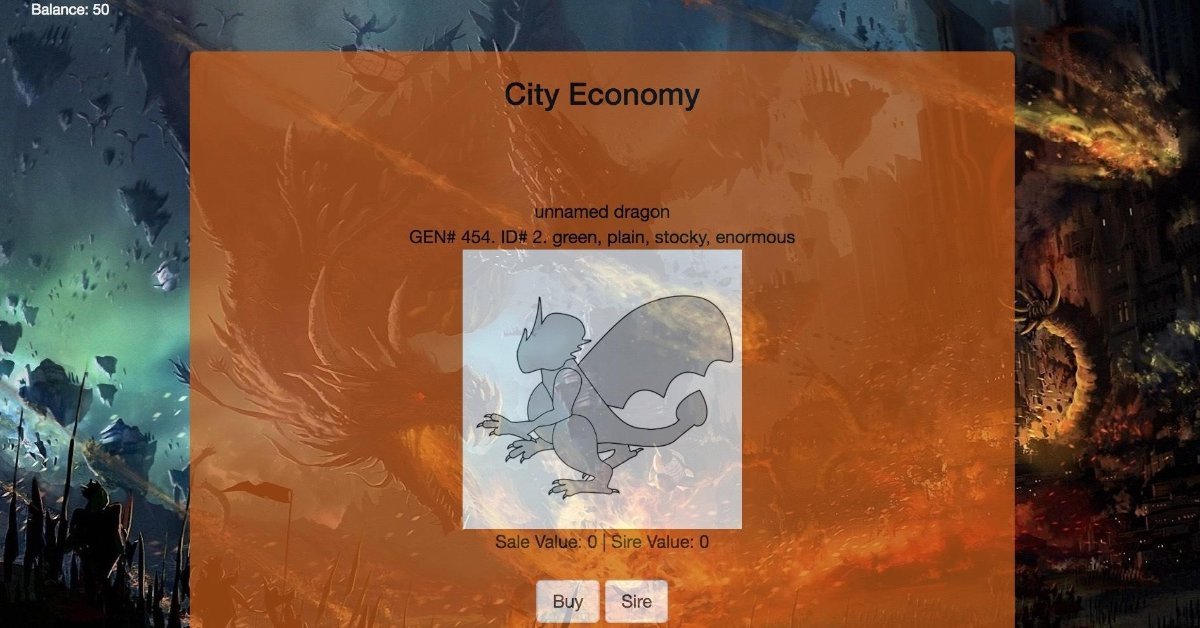 Balance: 50
City Economy
unnamed dragon
GEN# 454. ID# 2. green, plain, stocky, enormous
Sale Value: 0 | Sire Value: 0
Buy Sire